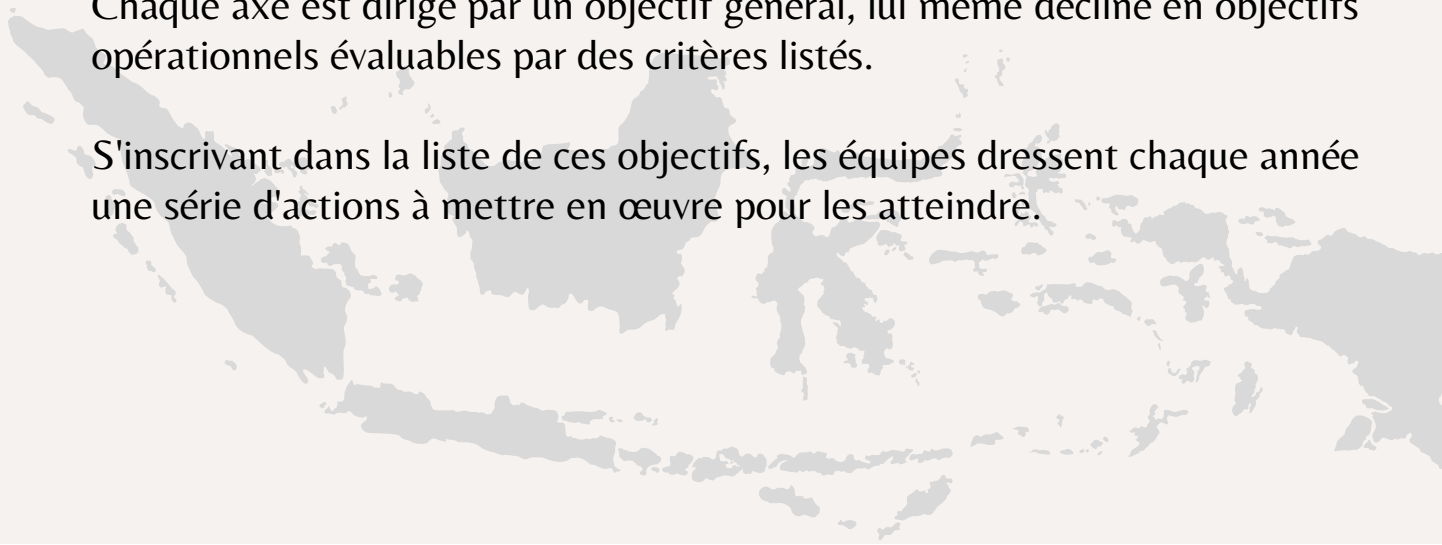 Chaque axe est dirigé par un objectif général, lui même décliné en objectifs
opérationnels évaluables par des critères listés.
S'inscrivant dans la liste de ces objectifs, les équipes dressent chaque année
une série d'actions à mettre en œuvre pour les atteindre.